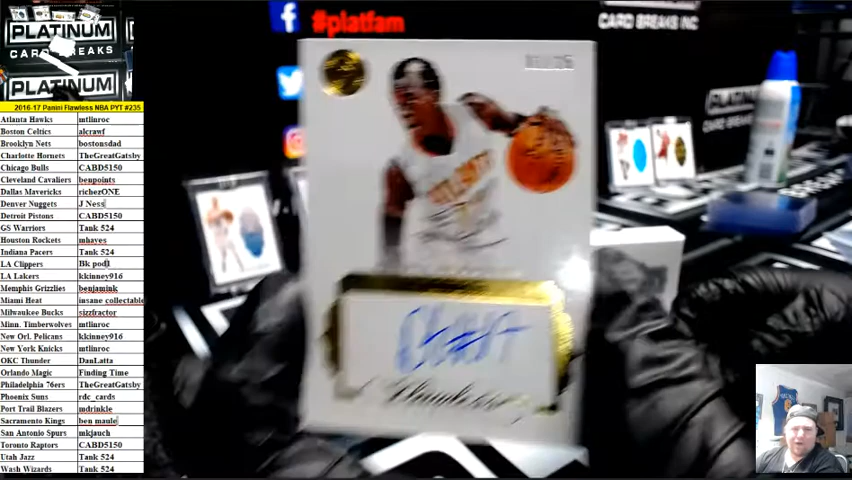 PLATINUM
CARD BREAKS
PLATINUM
#platfam
CARD BREAKS INC
2016-17 Panini Flawless NBA PYT #235
Atlanta Hawks mtlinroc
Boston Celtics alcrawf
Brooklyn Nets bostonsdad
Charlotte Hornets TheGreatGatsby
Chicago Bulls CABD5150
Cleveland Cavaliers benpoints
Dallas Mavericks richezONE
Denver Nuggets J Ness
Detroit Pistons CABD5150
GS Warriors Tank 524
Houston Rockets mhayes
Indiana Pacers Tank 524
LA Clippers Bk podi
LA Lakers kkinney916
Memphis Grizzlies benjamink
Miami Heat insane collectable
Milwaukee Bucks sizzfractor
Minn. Timberwolves mtlinroc
New Orl. Pelicans kkinney916
New York Knicks mtlinroc
OKC Thunder DanLatta
Orlando Magic Finding Time
Philadelphia 76ers TheGreatGatsby
Phoenix Suns rdc_cards
Port Trail Blazers mdrinkle
Sacramento Kings ben maule
San Antonio Spurs mkjauch
Toronto Raptors CABD5150
Utah Jazz Tank 524
Wash Wizards Tank 524
ATLANTA